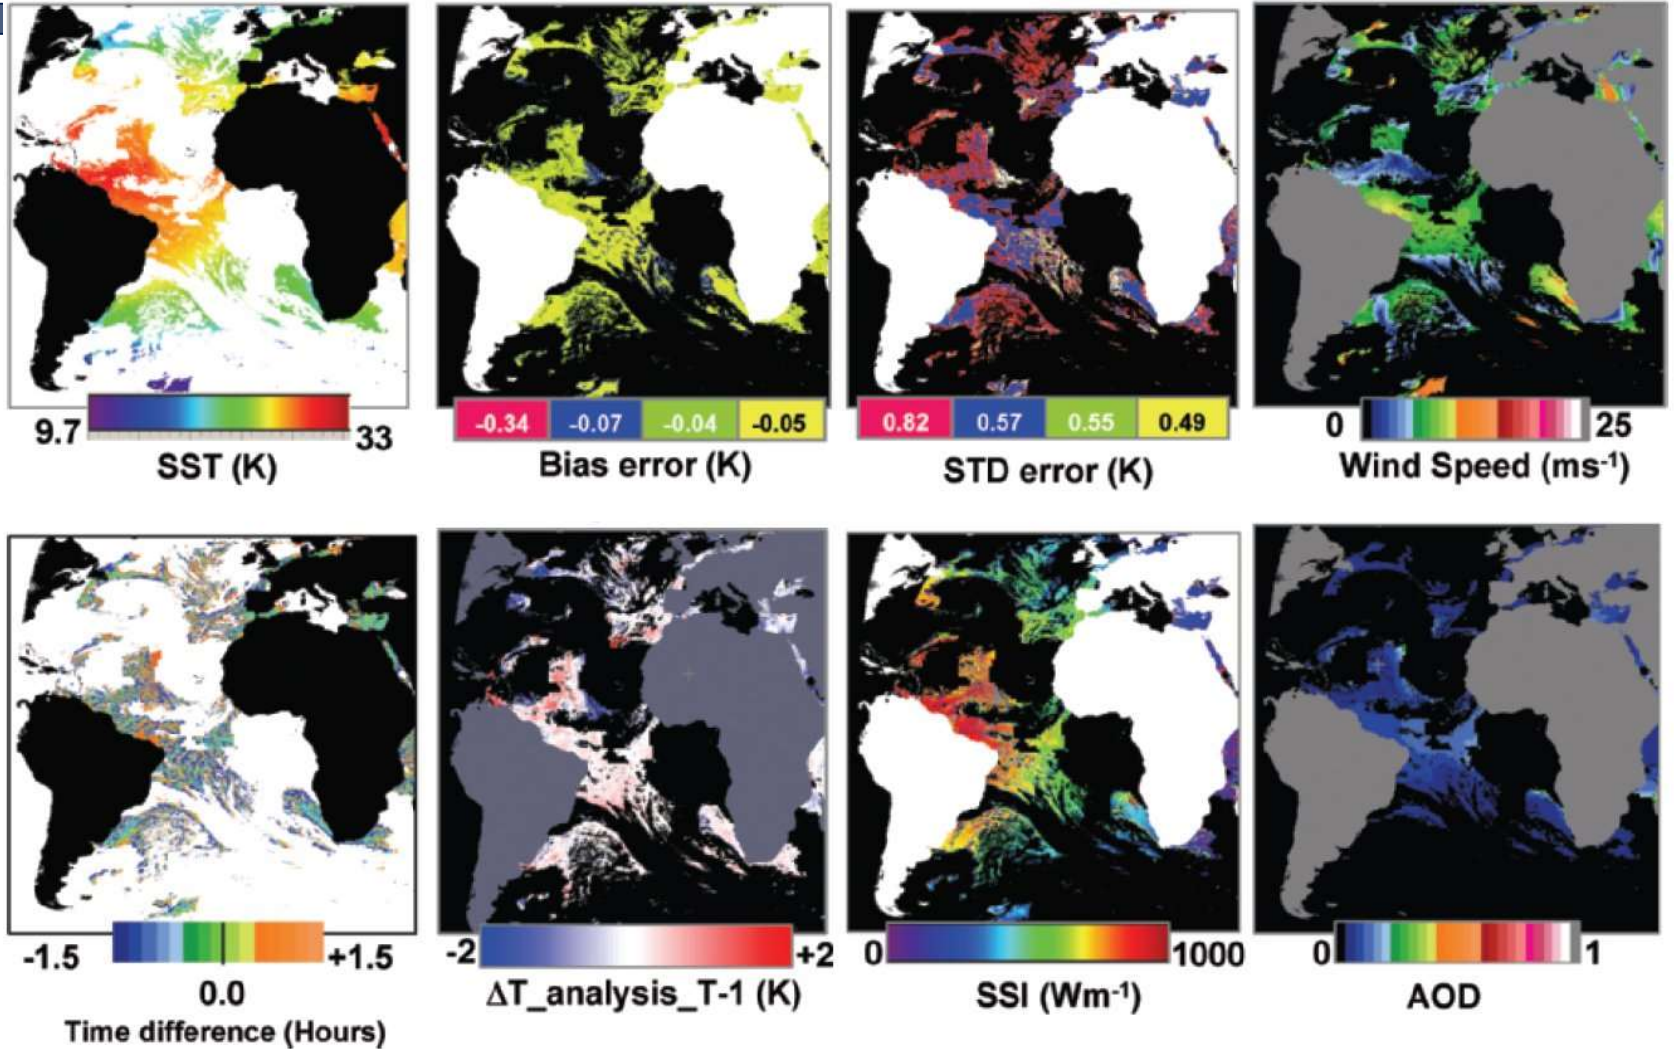 9.7 33
SST (K)
-0.34 -0.07 -0.04 -0.05
Bias error (K)
0.82 0.57 0.55 0.49
STD error (K)
0 25
Wind Speed (ms-1)
-1.5 +1.5
0.0
Time difference (Hours)
-2 +2
ΔT_analysis_T-1 (K)
0 1000
SSI (Wm-1)
0 1
AOD